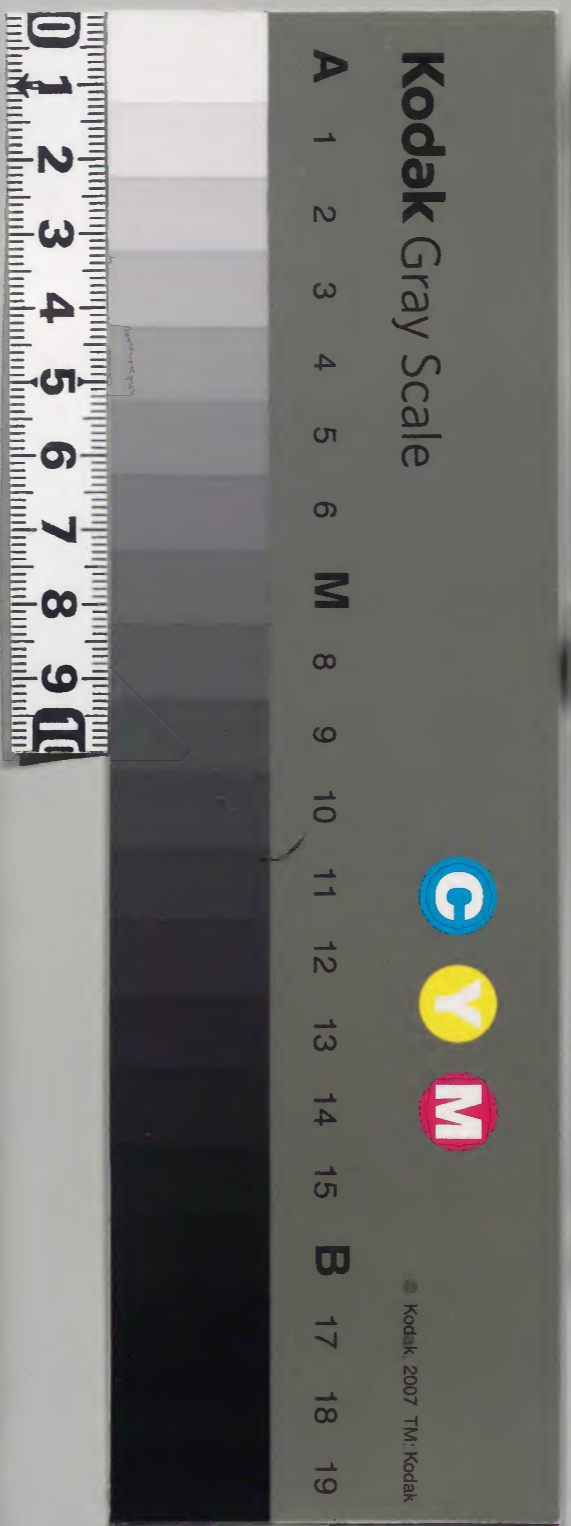 Kodak Gray Scale
A 1 2 3 4 5 6 M 8 9 10 11 12 13 14 15 B 17 18 19
C Y M
© Kodak, 2007 TM: Kodak
0 1 2 3 4 5 6 7 8 9 10